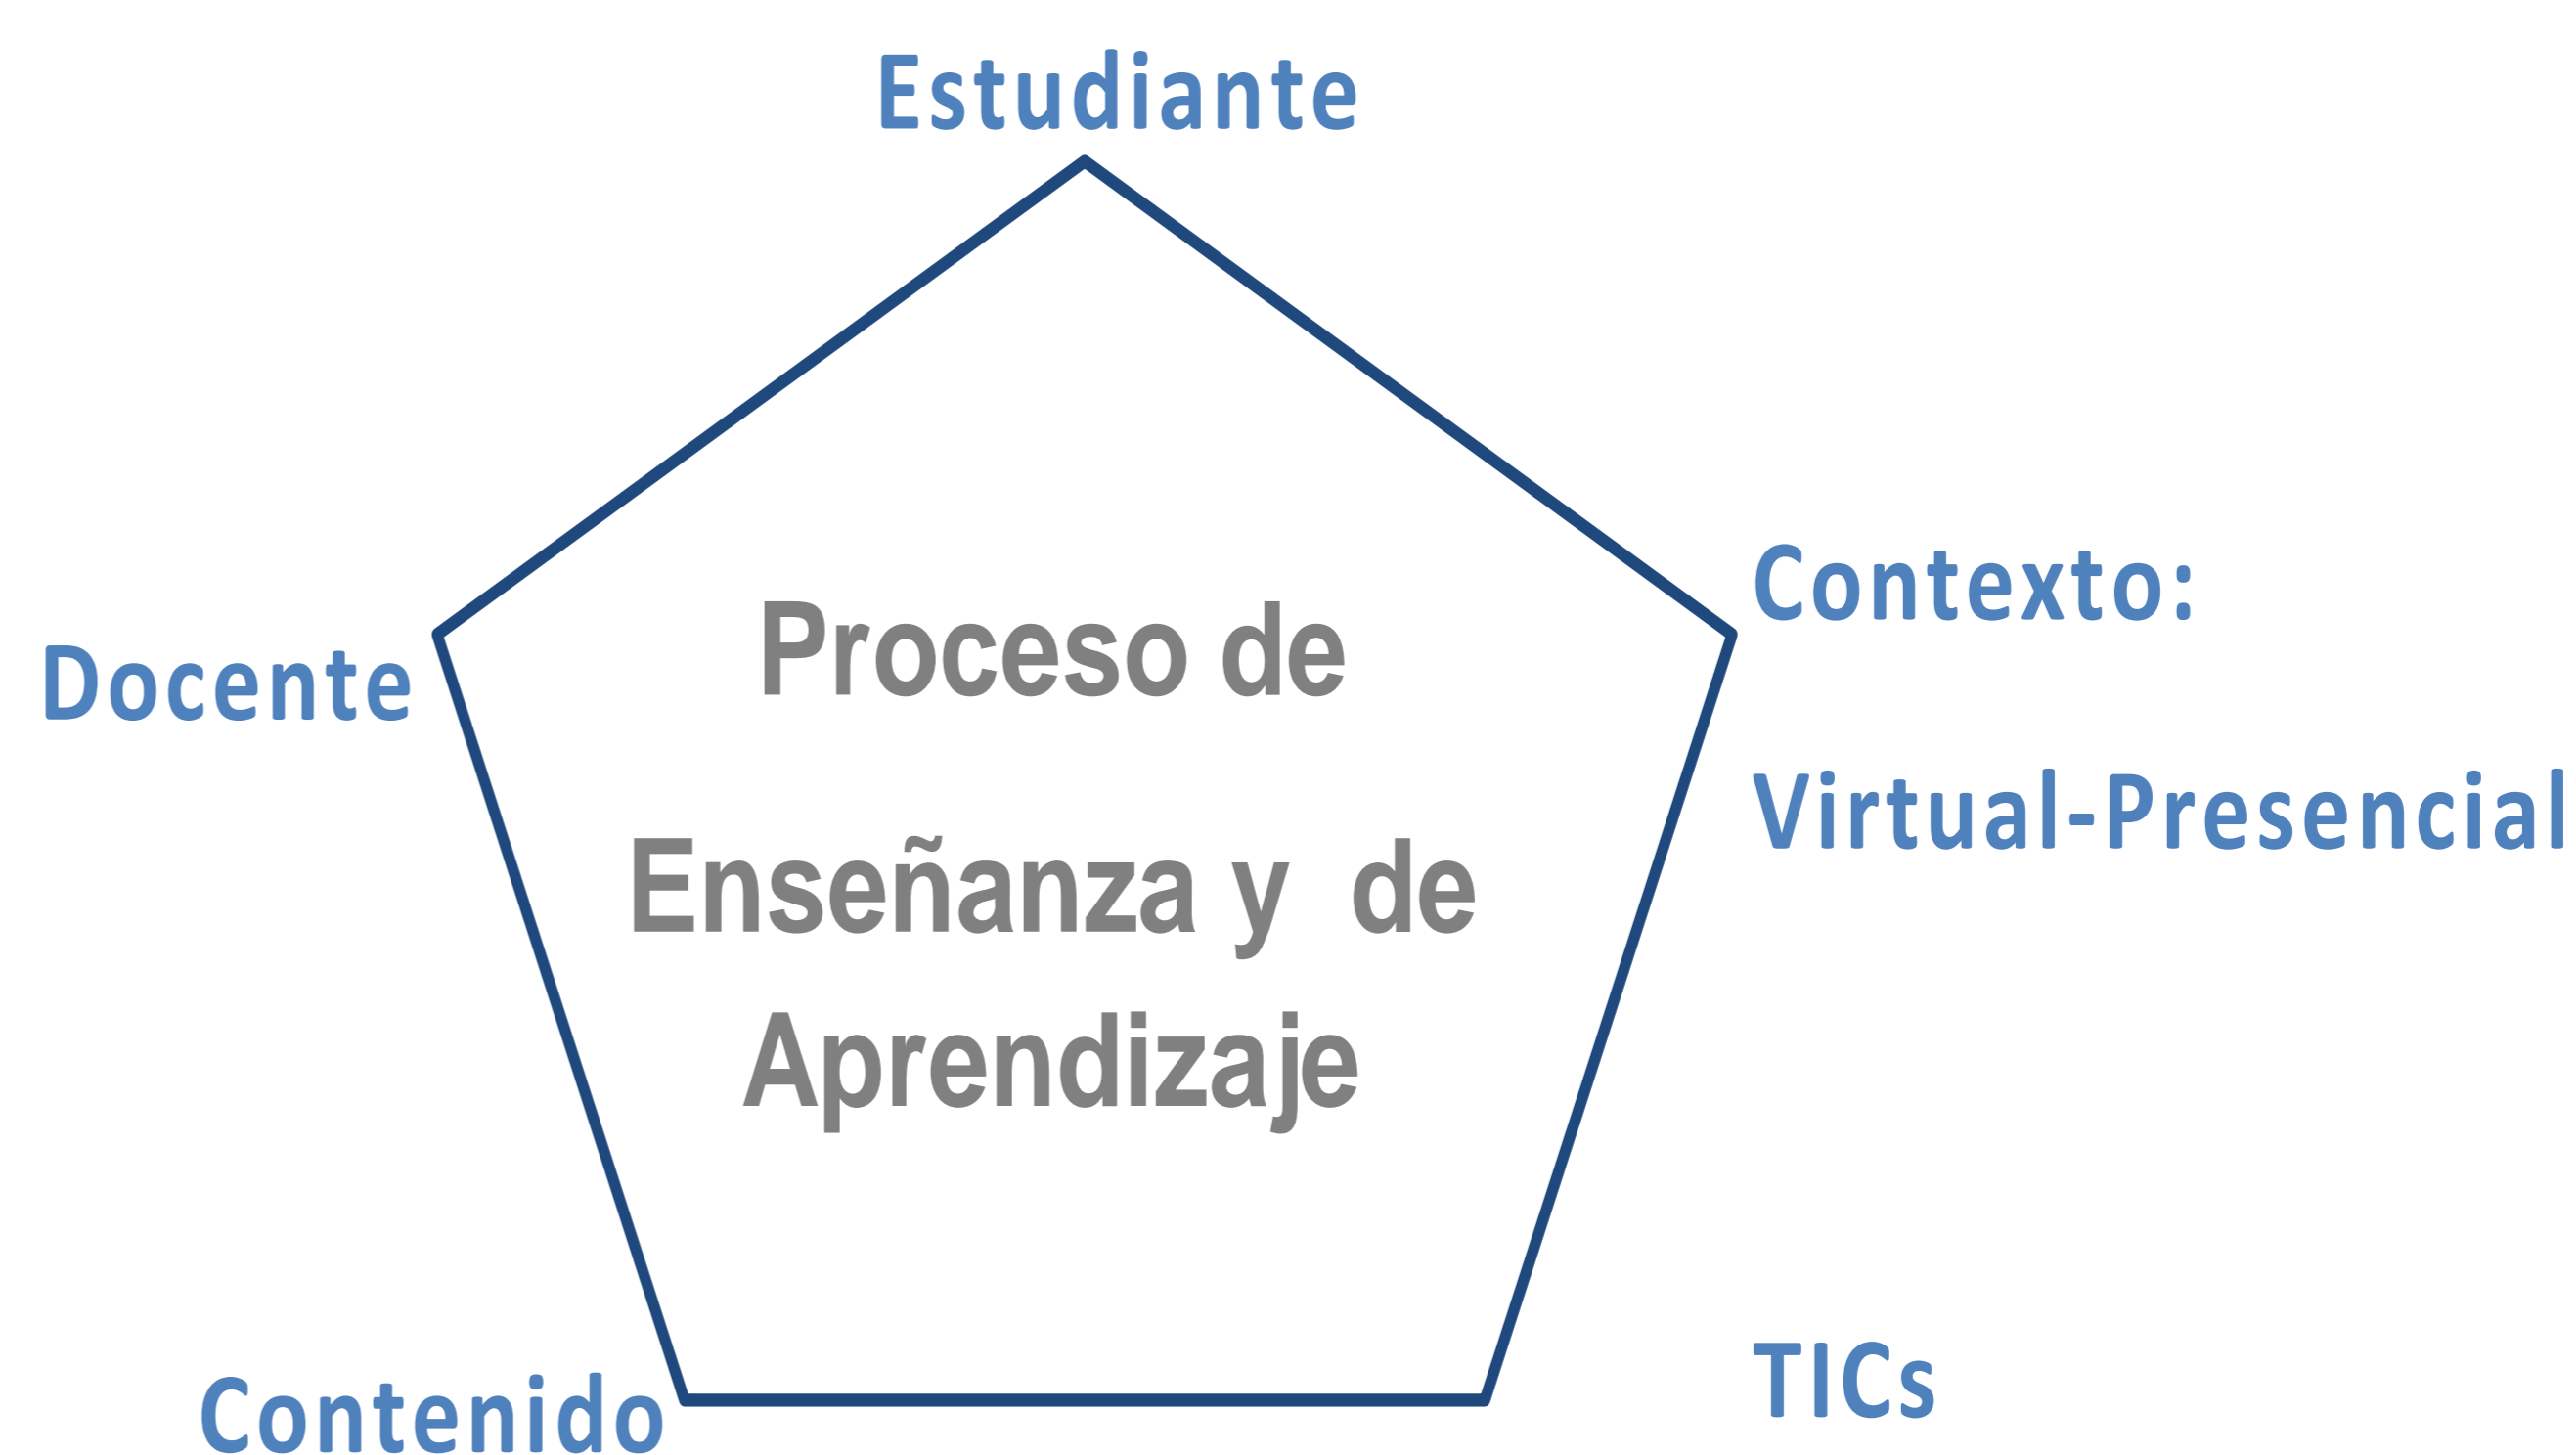 Estudiante
Contexto:
Docente
Proceso de
Virtual-Presencial
Enseñanza y  de
Aprendizaje
Contenido
TICs